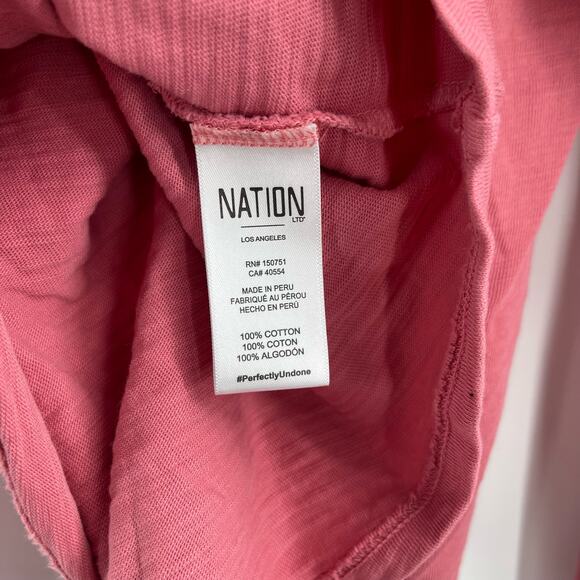 NATION
LTD®
LOS ANGELES
RN# 150751
CA# 40554
MADE IN PERU
FABRIQUÉ AU PÉROU
HECHO EN PERÚ
100% COTTON
100% COTON
100% ALGODÓN
#PerfectlyUndone